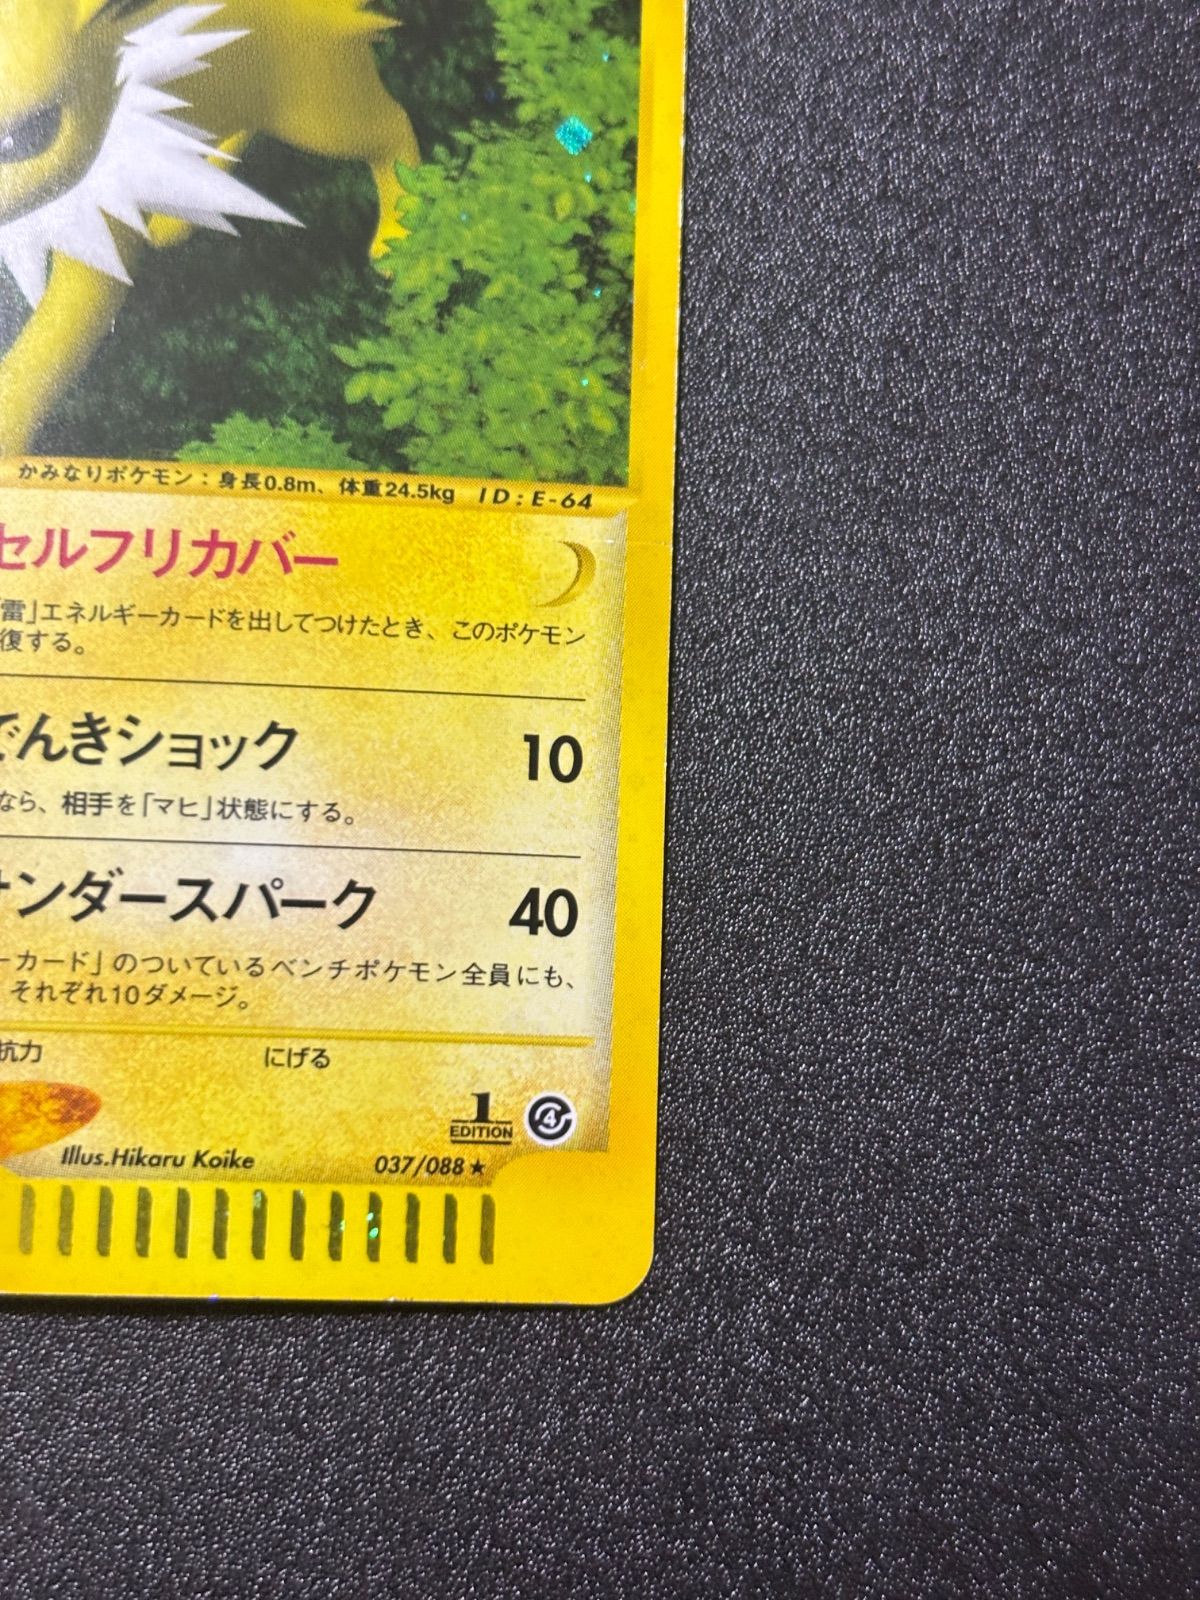 かみなりポケモン：身長0.8m、体重24.5kg ID：E-64
セルフリカバー
「雷」エネルギーカードを出してつけたとき、このポケモン
復する。
でんきショック 10
なら、相手を「マヒ」状態にする。
サンダースパーク 40
ーカード」のついているベンチポケモン全員にも、
それぞれ10ダメージ。
抗力 にげる
1
EDITION
4
Illus.Hikaru Koike 037/088★